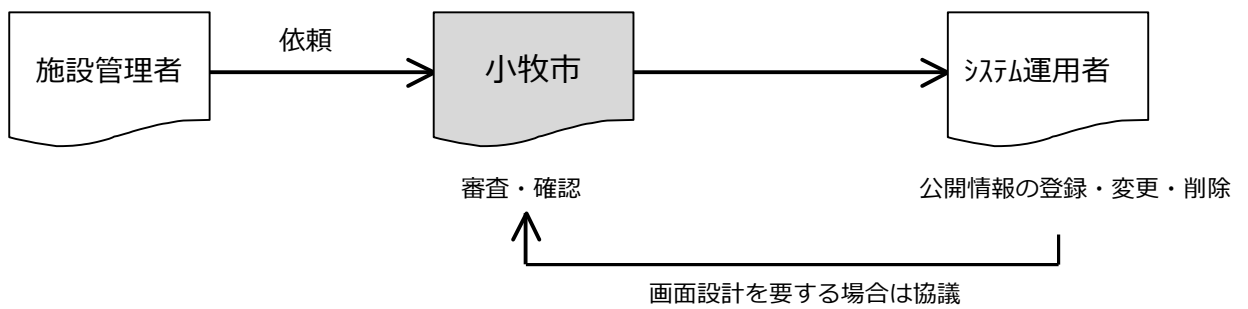 依頼
施設管理者
小牧市
ｼｽﾃﾑ運用者
審査・確認
公開情報の登録・変更・削除
画面設計を要する場合は協議